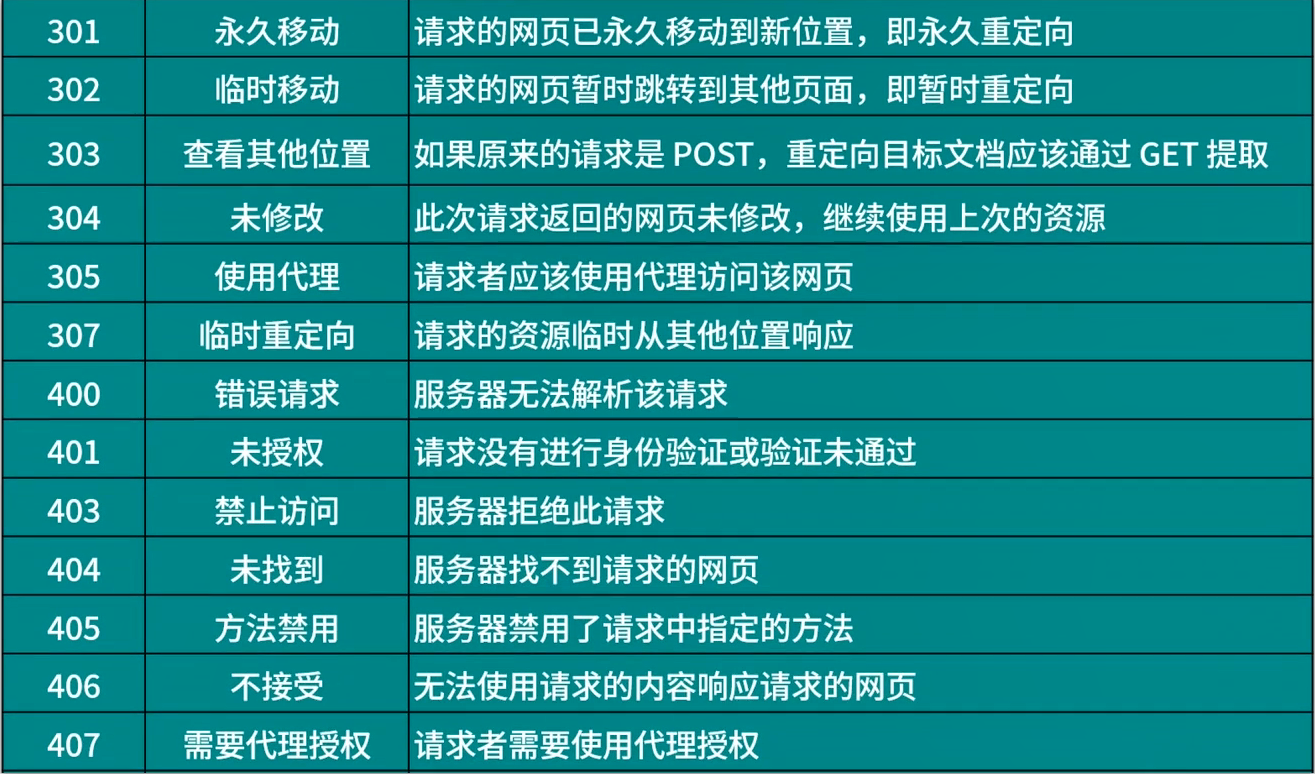 301 永久移动 请求的网页已永久移动到新位置，即永久重定向
302 临时移动 请求的网页暂时跳转到其他页面，即暂时重定向
303 查看其他位置 如果原来的请求是 POST，重定向目标文档应该通过 GET 提取
304 未修改 此次请求返回的网页未修改，继续使用上次的资源
305 使用代理 请求者应该使用代理访问该网页
307 临时重定向 请求的资源临时从其他位置响应
400 错误请求 服务器无法解析该请求
401 未授权 请求没有进行身份验证或验证未通过
403 禁止访问 服务器拒绝此请求
404 未找到 服务器找不到请求的网页
405 方法禁用 服务器禁用了请求中指定的方法
406 不接受 无法使用请求的内容响应请求的网页
407 需要代理授权 请求者需要使用代理授权